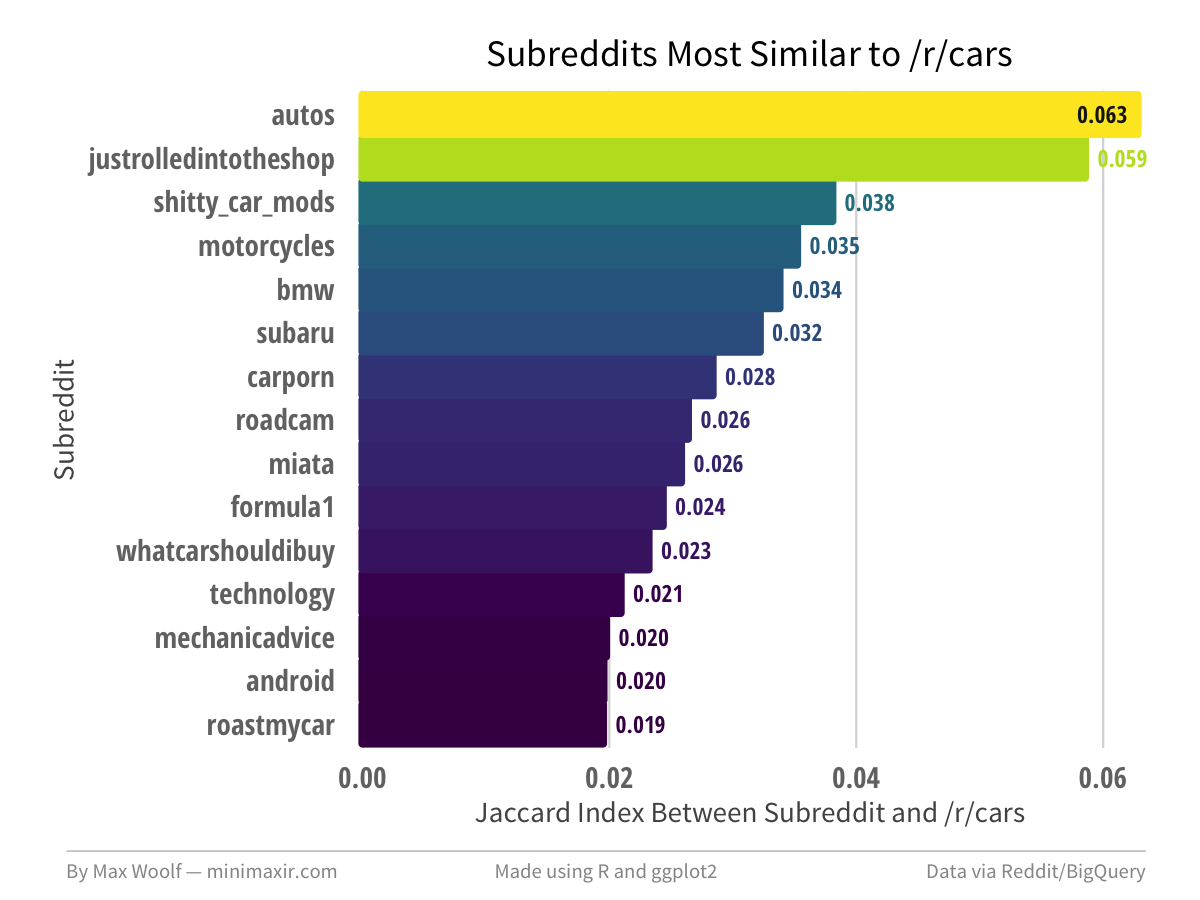 Subreddits Most Similar to /r/cars
autos 0.063
justrolledintotheshop 0.059
shitty_car_mods 0.038
motorcycles 0.035
bmw 0.034
subaru 0.032
carporn 0.028
roadcam 0.026
miata 0.026
formula1 0.024
whatcarshouldibuy 0.023
technology 0.021
mechanicadvice 0.020
android 0.020
roastmycar 0.019
Subreddit
0.00 0.02 0.04 0.06
Jaccard Index Between Subreddit and /r/cars
By Max Woolf — minimaxir.com Made using R and ggplot2 Data via Reddit/BigQuery